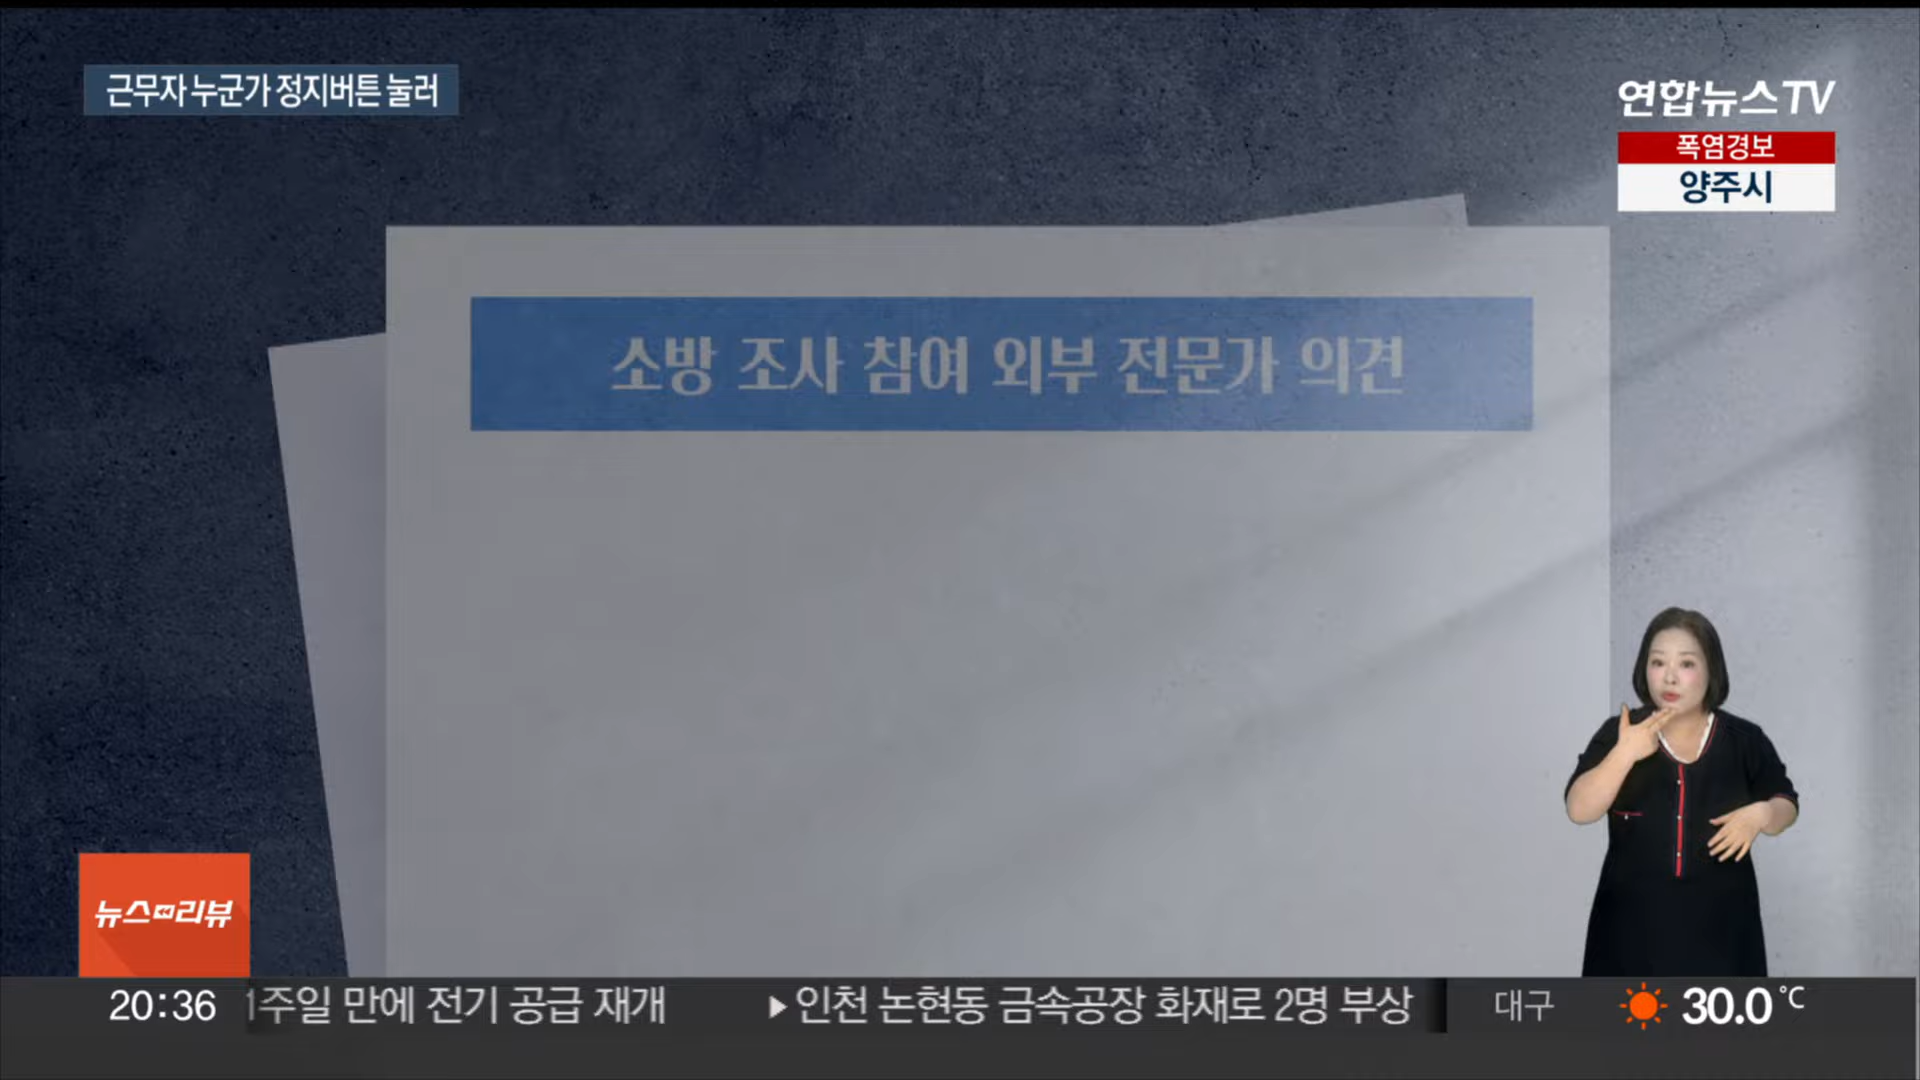 근무자 누군가 정지버튼 눌러
연합뉴스TV
폭염경보
양주시
소방 조사 참여 외부 전문가 의견
뉴스리뷰
20:36 1주일 만에 전기 공급 재개 ▶인천 논현동 금속공장 화재로 2명 부상 대구 30.0℃